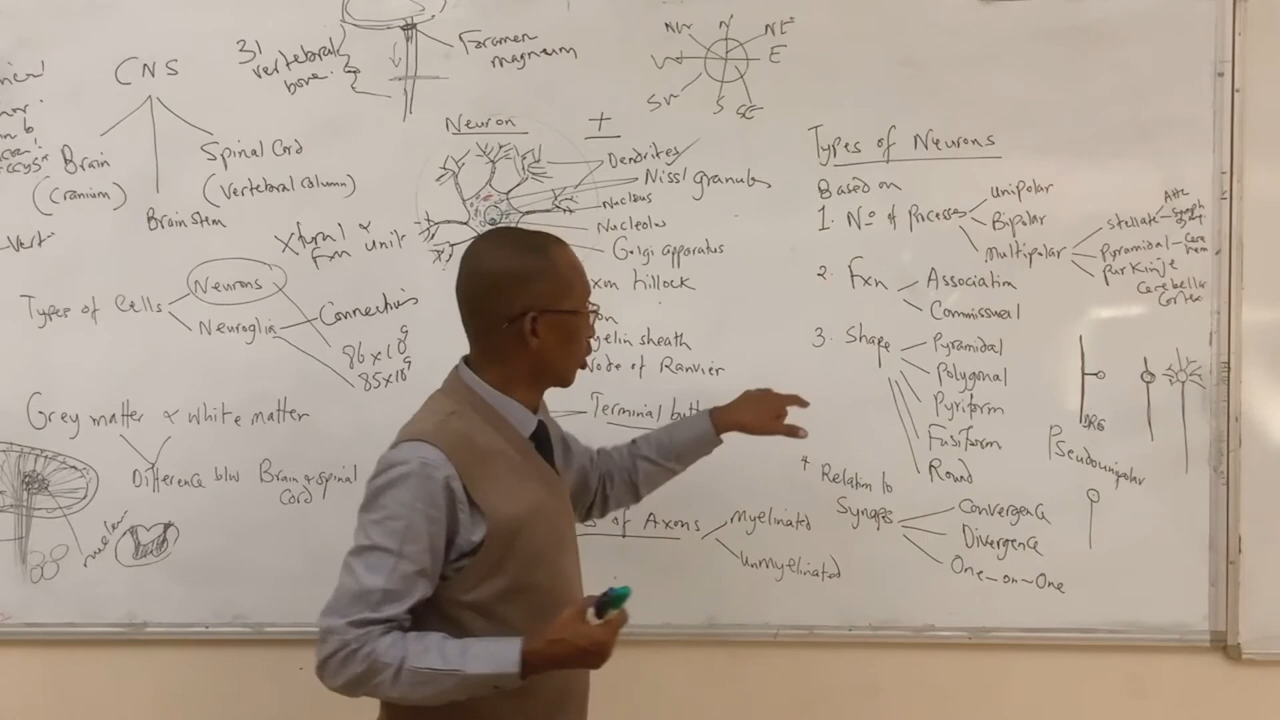 CNS
Brain
(Cranium)
Brain stem
Spinal Cord
(Vertebral Column)
31
vertebral
bone.
Foramen
magneum
N
NE
E
SE
S
SW
W
NW
Xtural &
Fxn unit
Types of Cells
Neurons
Neuroglia
Connective
86x10⁹
85x10⁹
Grey matter & White matter
Difference b/w Brain & spinal
Cord
nuclei
Neuron
+
Dendrites
Nissl granules
Nucleus
Nucleolus
Golgi apparatus
Hillock
sheath
Node of Ranvier
Terminal
of Axons
Myelinated
Unmyelinated
Types of Neurons
Based on
1. No of Processes
Unipolar
Bipolar
Multipolar
Stellate
Pyramidal
Purkinje
Cerebellar
Cortex
2. Fxn
Association
Commissural
3. Shape
Pyramidal
Polygonal
Pyriform
Fusiform
Round
4 Relation to
Synaps
Convergence
Divergence
One-on-One
DRG
Pseudounipolar